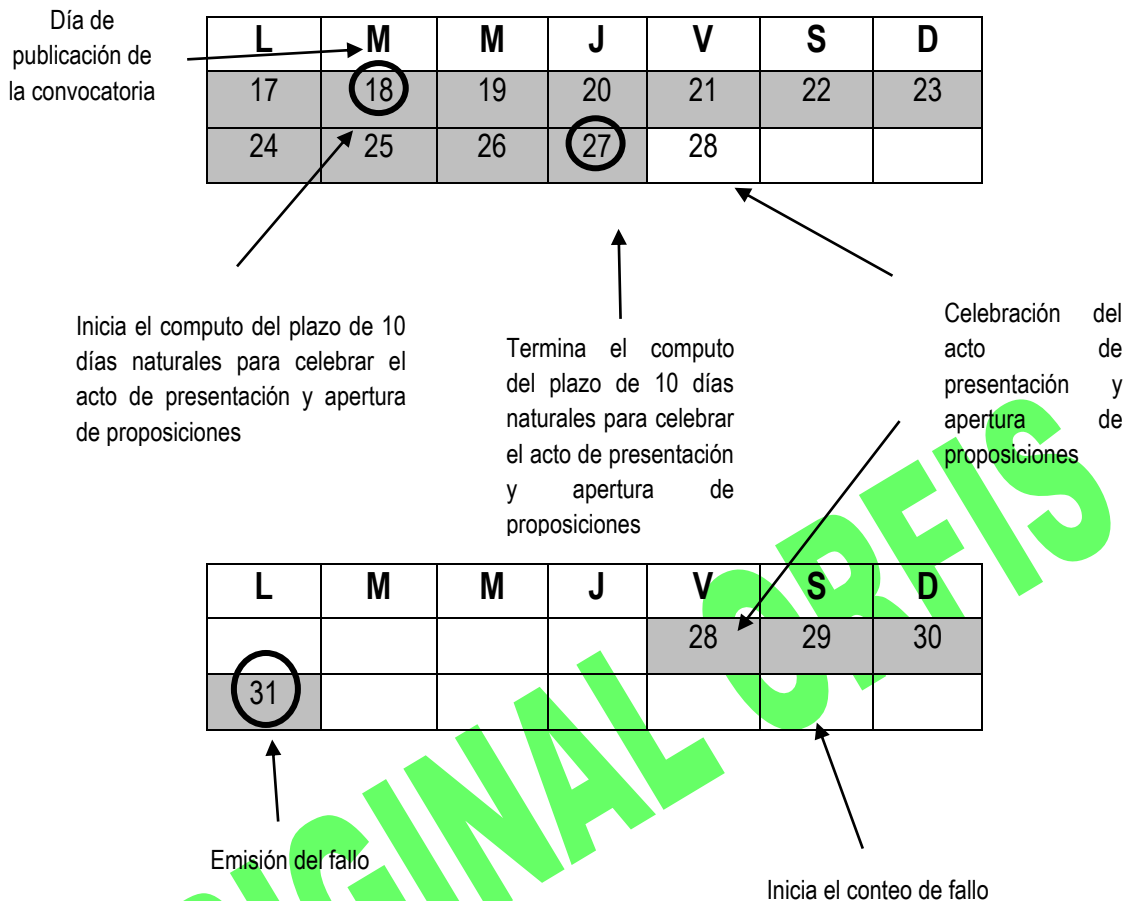 Día de
publicación de
la convocatoria
L M M J V S D
17 18 19 20 21 22 23
24 25 26 27 28
Inicia el computo del plazo de 10
días naturales para celebrar el
acto de presentación y apertura
de proposiciones
Termina el computo
del plazo de 10 días
naturales para celebrar
el acto de presentación
y apertura de
proposiciones
Celebración del
acto de
presentación y
apertura de
proposiciones
L M M J V S D
28 29 30
31
Emisión del fallo
Inicia el conteo de fallo